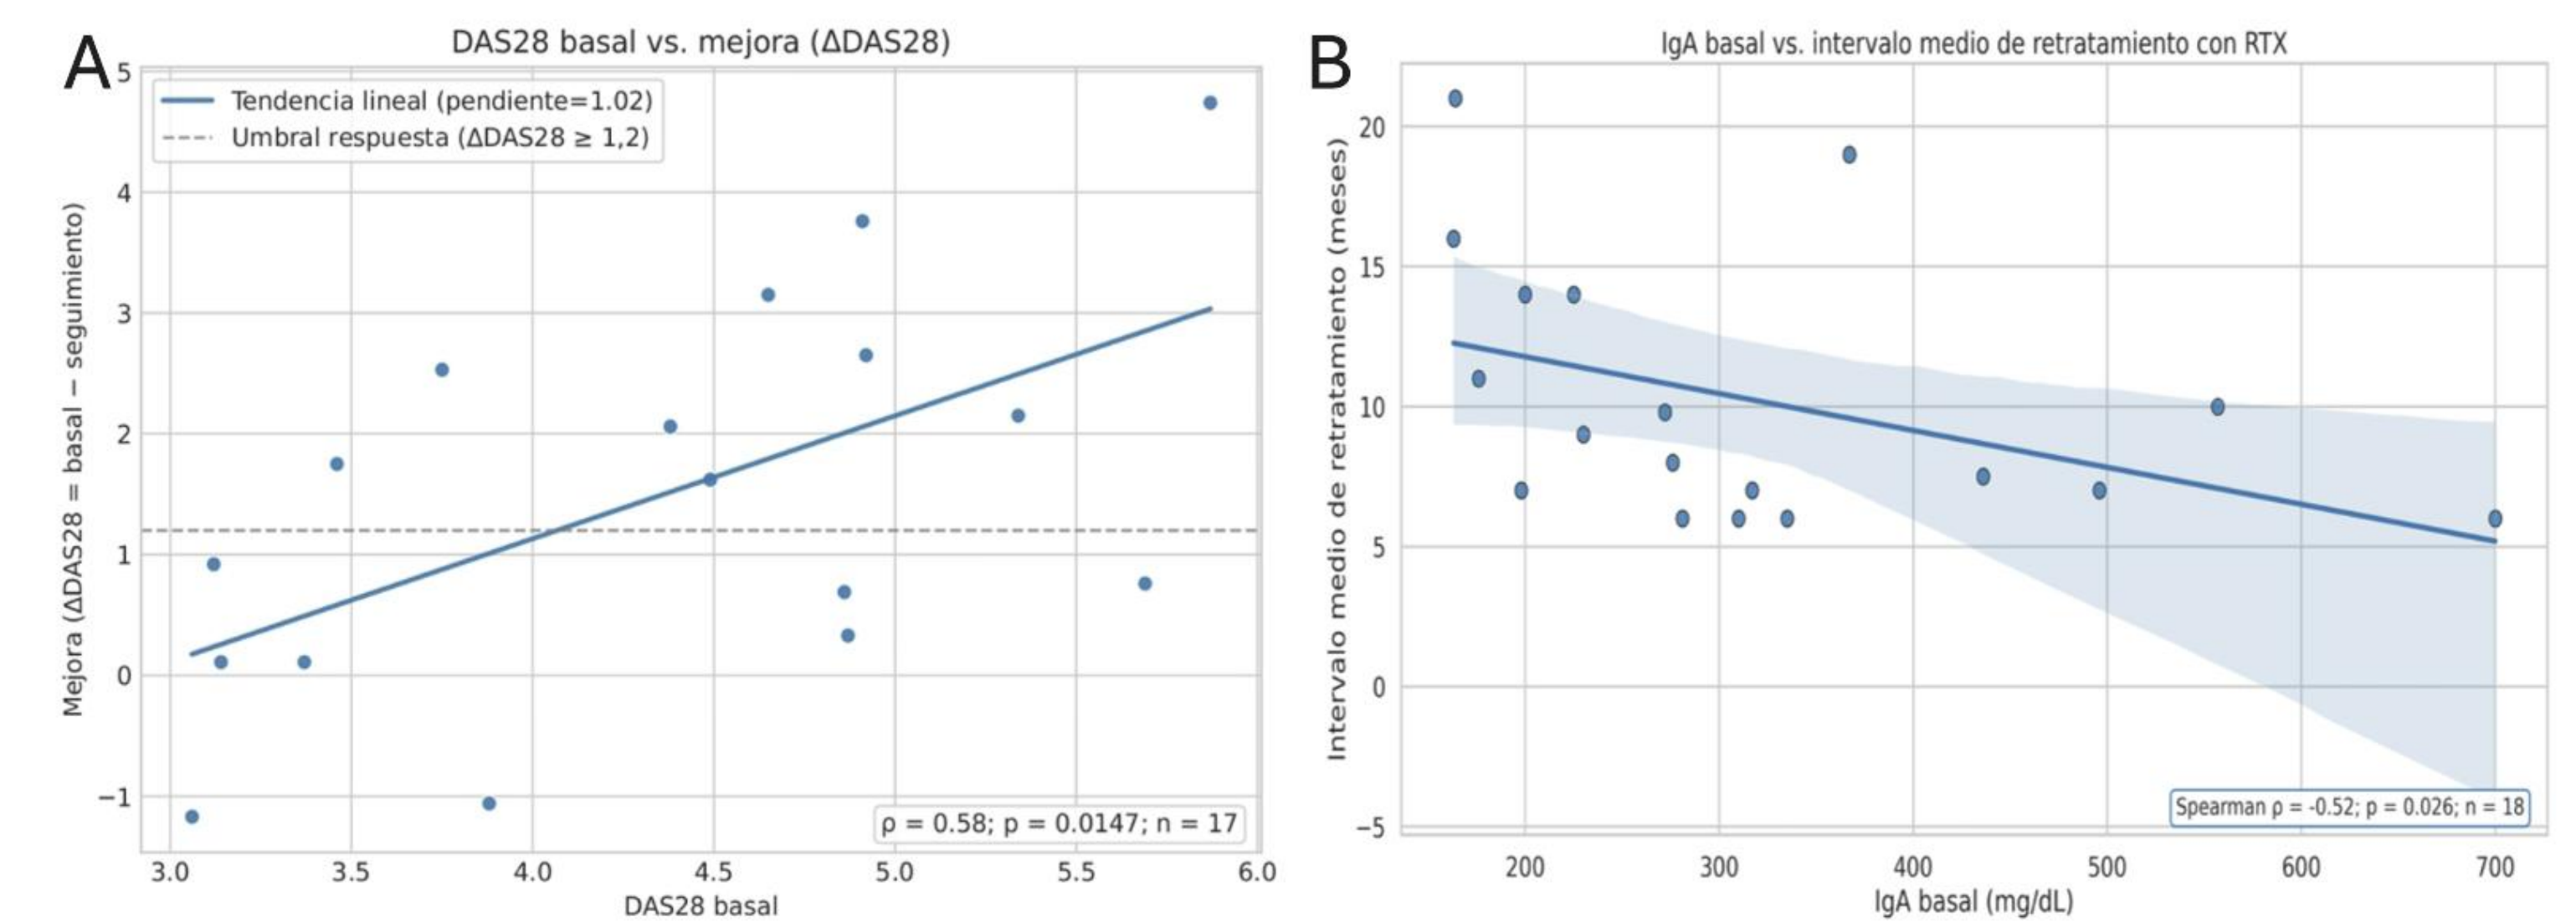 A
DAS28 basal vs. mejora (ΔDAS28)
Tendencia lineal (pendiente=1.02)
Umbral respuesta (ΔDAS28 ≥ 1,2)
Mejora (ΔDAS28 = basal − seguimiento)
5
4
3
2
1
0
−1
ρ = 0.58; p = 0.0147; n = 17
3.0 3.5 4.0 4.5 5.0 5.5 6.0
DAS28 basal
B
IgA basal vs. intervalo medio de retratamiento con RTX
Intervalo medio de retratamiento (meses)
20
15
10
5
0
−5
Spearman ρ = -0.52; p = 0.026; n = 18
200 300 400 500 600 700
IgA basal (mg/dL)